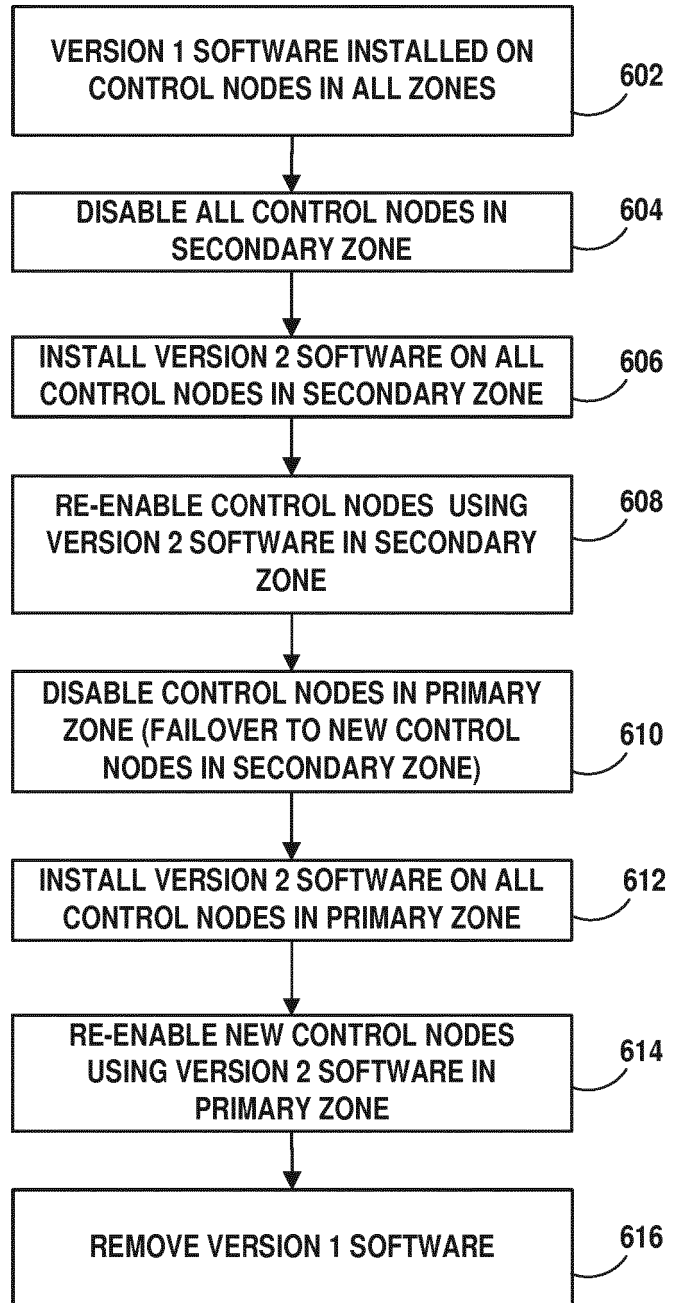 VERSION 1 SOFTWARE INSTALLED ON
CONTROL NODES IN ALL ZONES
602
DISABLE ALL CONTROL NODES IN
SECONDARY ZONE
604
INSTALL VERSION 2 SOFTWARE ON ALL
CONTROL NODES IN SECONDARY ZONE
606
RE-ENABLE CONTROL NODES USING
VERSION 2 SOFTWARE IN SECONDARY
ZONE
608
DISABLE CONTROL NODES IN PRIMARY
ZONE (FAILOVER TO NEW CONTROL
NODES IN SECONDARY ZONE)
610
INSTALL VERSION 2 SOFTWARE ON ALL
CONTROL NODES IN PRIMARY ZONE
612
RE-ENABLE NEW CONTROL NODES
USING VERSION 2 SOFTWARE IN
PRIMARY ZONE
614
REMOVE VERSION 1 SOFTWARE
616